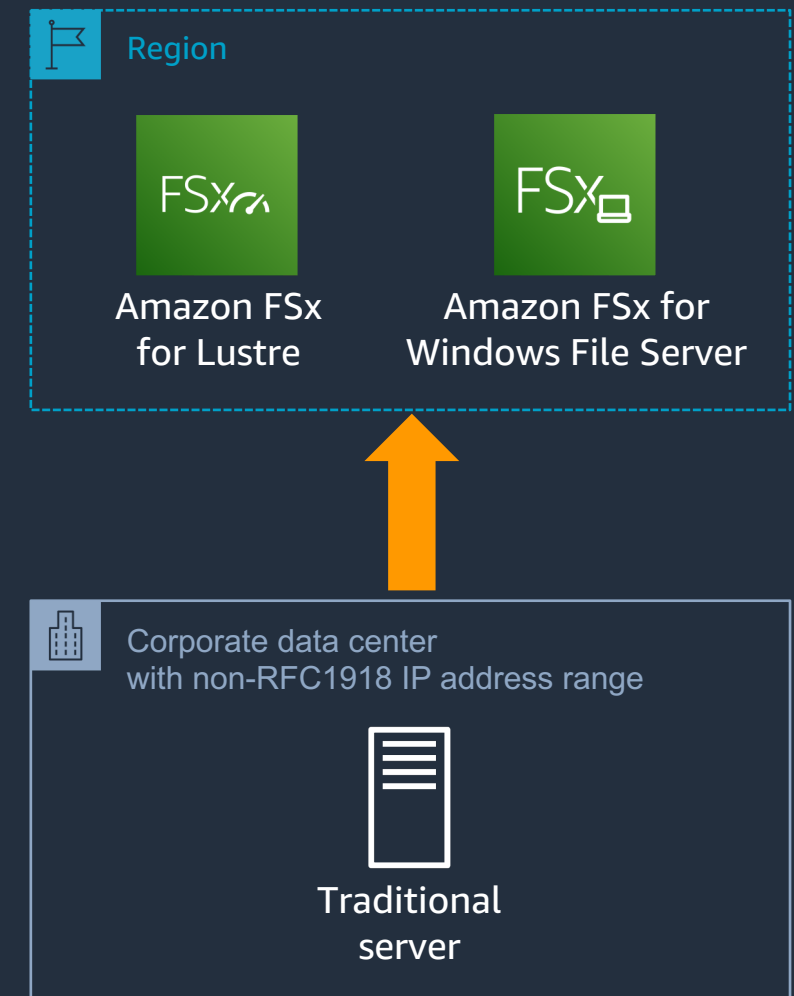 Region
FSx
FSx
Amazon FSx
for Lustre
Amazon FSx for
Windows File Server
Corporate data center
with non-RFC1918 IP address range
Traditional
server